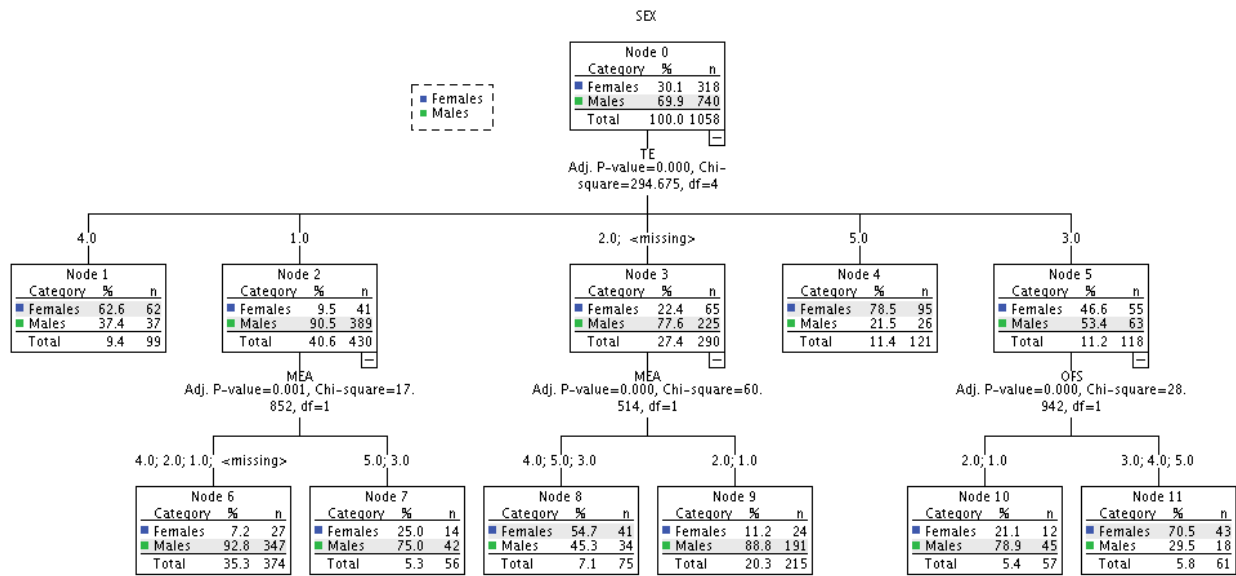 SEX
Node 0
Category % n
Females 30.1 318
Males 69.9 740
Total 100.0 1058
Females
Males
TE
Adj. P-value=0.000, Chi-
square=294.675, df=4
4.0
1.0
2.0; <missing>
5.0
3.0
Node 1
Category % n
Females 62.6 62
Males 37.4 37
Total 9.4 99
Node 2
Category % n
Females 9.5 41
Males 90.5 389
Total 40.6 430
Node 3
Category % n
Females 22.4 65
Males 77.6 225
Total 27.4 290
Node 4
Category % n
Females 78.5 95
Males 21.5 26
Total 11.4 121
Node 5
Category % n
Females 46.6 55
Males 53.4 63
Total 11.2 118
MEA
Adj. P-value=0.001, Chi-square=17.
852, df=1
MEA
Adj. P-value=0.000, Chi-square=60.
514, df=1
OFS
Adj. P-value=0.000, Chi-square=28.
942, df=1
4.0; 2.0; 1.0; <missing>
5.0; 3.0
4.0; 5.0; 3.0
2.0; 1.0
2.0; 1.0
3.0; 4.0; 5.0
Node 6
Category % n
Females 7.2 27
Males 92.8 347
Total 35.3 374
Node 7
Category % n
Females 25.0 14
Males 75.0 42
Total 5.3 56
Node 8
Category % n
Females 54.7 41
Males 45.3 34
Total 7.1 75
Node 9
Category % n
Females 11.2 24
Males 88.8 191
Total 20.3 215
Node 10
Category % n
Females 21.1 12
Males 78.9 45
Total 5.4 57
Node 11
Category % n
Females 70.5 43
Males 29.5 18
Total 5.8 61